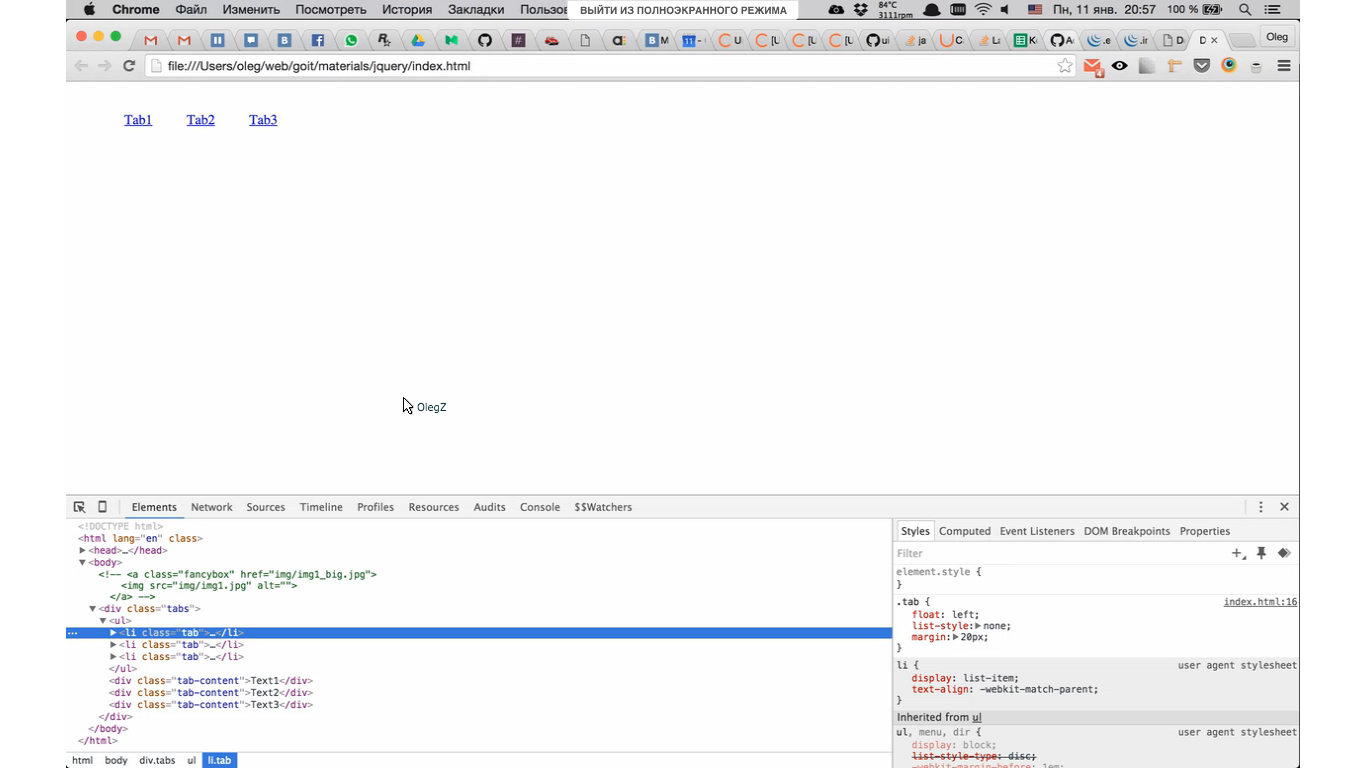 Chrome Файл Изменить Посмотреть История Закладки Пользо ВЫЙТИ ИЗ ПОЛНОЭКРАННОГО РЕЖИМА 84°C 3111rpm Пн, 11 янв. 20:57 100 %
M U [L [L [L ui ja C La K A .e .ir D D Oleg
file:///Users/oleg/web/goit/materials/jquery/index.html 4
Tab1 Tab2 Tab3
OlegZ
Elements Network Sources Timeline Profiles Resources Audits Console $$Watchers
<!DOCTYPE html>
<html lang="en" class>
<head>…</head>
<body>
<!-- <a class="fancybox" href="img/img1_big.jpg">
<img src="img/img1.jpg" alt="">
</a> -->
<div class="tabs">
<ul>
<li class="tab">…</li>
<li class="tab">…</li>
<li class="tab">…</li>
</ul>
<div class="tab-content">Text1</div>
<div class="tab-content">Text2</div>
<div class="tab-content">Text3</div>
</div>
</body>
</html>
html body div.tabs ul li.tab
Styles Computed Event Listeners DOM Breakpoints Properties
Filter
element.style {
}
.tab { index.html:16
float: left;
list-style: none;
margin: 20px;
}
li { user agent stylesheet
display: list-item;
text-align: -webkit-match-parent;
}
Inherited from ul
ul, menu, dir { user agent stylesheet
display: block;
list-style-type: disc;
-webkit-margin-before: 1em;